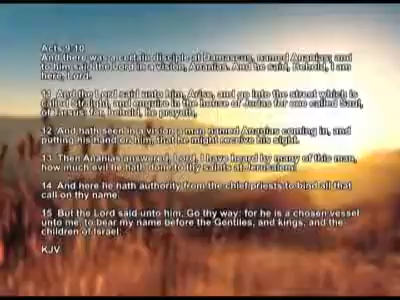 Acts 9:10
And there was a certain disciple at Damascus, named Ananias; and
to him said the Lord in a vision, Ananias. And he said, Behold, I am
here, Lord.
11 And the Lord said unto him, Arise, and go into the street which is
called Straight, and enquire in the house of Judas for one called Saul,
of Tarsus: for, behold, he prayeth,
12 And hath seen in a vision a man named Ananias coming in, and
putting his hand on him, that he might receive his sight.
13 Then Ananias answered, Lord, I have heard by many of this man,
how much evil he hath done to thy saints at Jerusalem:
14 And here he hath authority from the chief priests to bind all that
call on thy name.
15 But the Lord said unto him, Go thy way: for he is a chosen vessel
unto me, to bear my name before the Gentiles, and kings, and the
children of Israel:
KJV